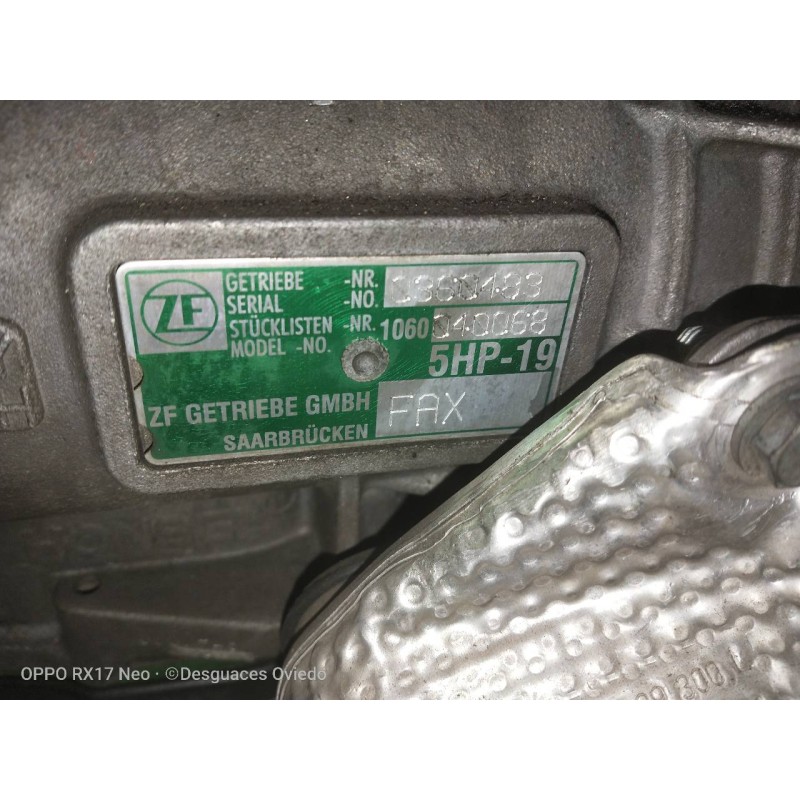 ZF
GETRIEBE -NR.
SERIAL -NO.
STÜCKLISTEN -NR. 1060 040068
MODEL -NO.
5HP-19
ZF GETRIEBE GMBH FAX
SAARBRÜCKEN
OPPO RX17 Neo · ©Desguaces Oviedo